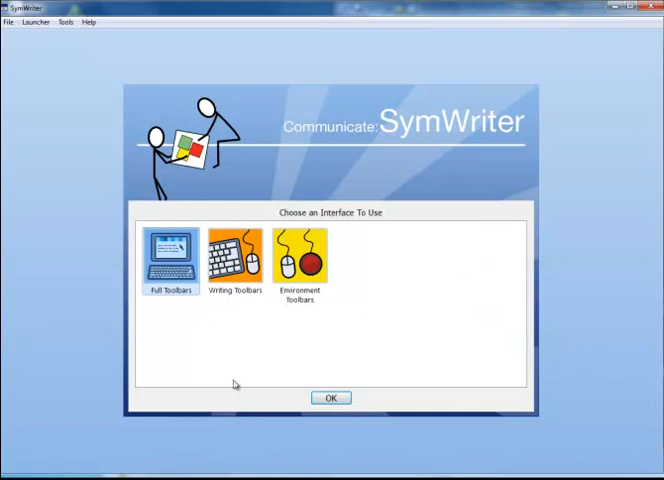 SymWriter
File Launcher Tools Help
Communicate: SymWriter
Choose an Interface To Use
Full Toolbars Writing Toolbars Environment Toolbars
OK